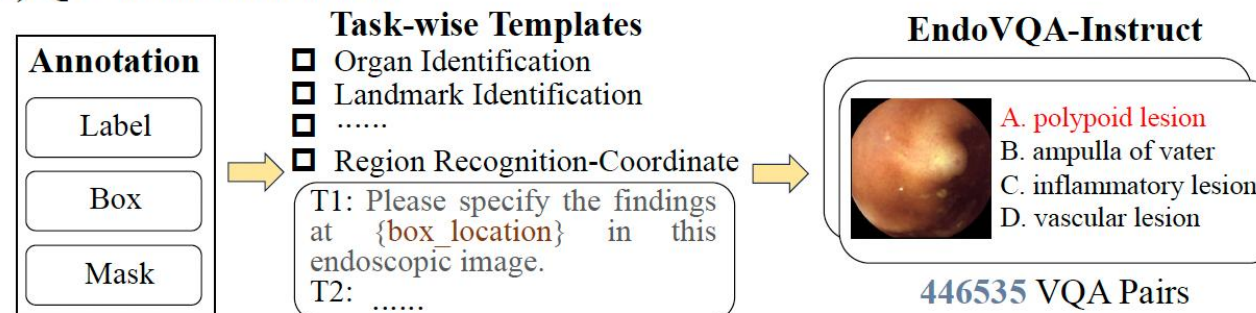 Annotation
Label
Box
Mask
Task-wise Templates
Organ Identification
Landmark Identification
......
Region Recognition-Coordinate
T1: Please specify the findings
at {box_location} in this
endoscopic image.
T2: ......
EndoVQA-Instruct
A. polypoid lesion
B. ampulla of vater
C. inflammatory lesion
D. vascular lesion
446535 VQA Pairs